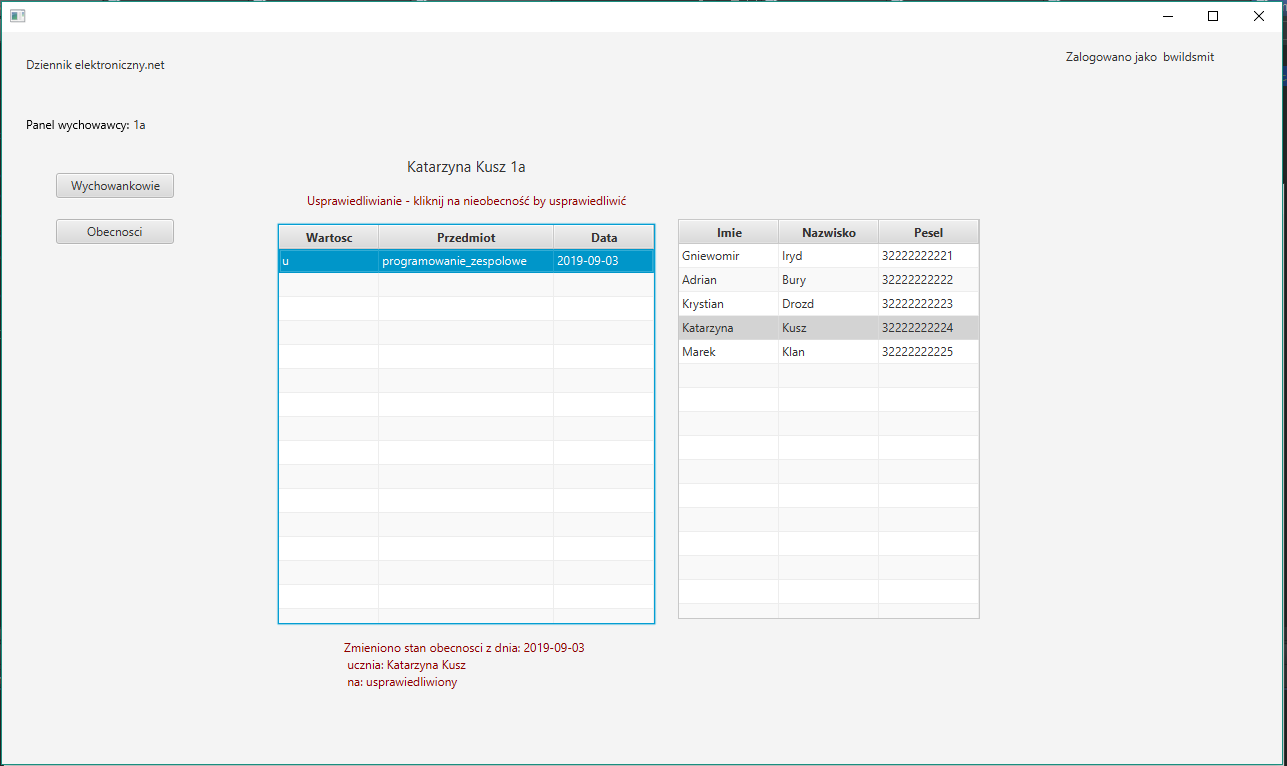 Dziennik elektroniczny.net
Zalogowano jako bwildsmit
Panel wychowawcy: 1a
Wychowankowie
Obecnosci
Katarzyna Kusz 1a
Usprawiedliwianie - kliknij na nieobecność by usprawiedliwić
Wartosc Przedmiot Data
u programowanie_zespolowe 2019-09-03
Imie Nazwisko Pesel
Gniewomir Iryd 32222222221
Adrian Bury 32222222222
Krystian Drozd 32222222223
Katarzyna Kusz 32222222224
Marek Klan 32222222225
Zmieniono stan obecnosci z dnia: 2019-09-03
ucznia: Katarzyna Kusz
na: usprawiedliwiony